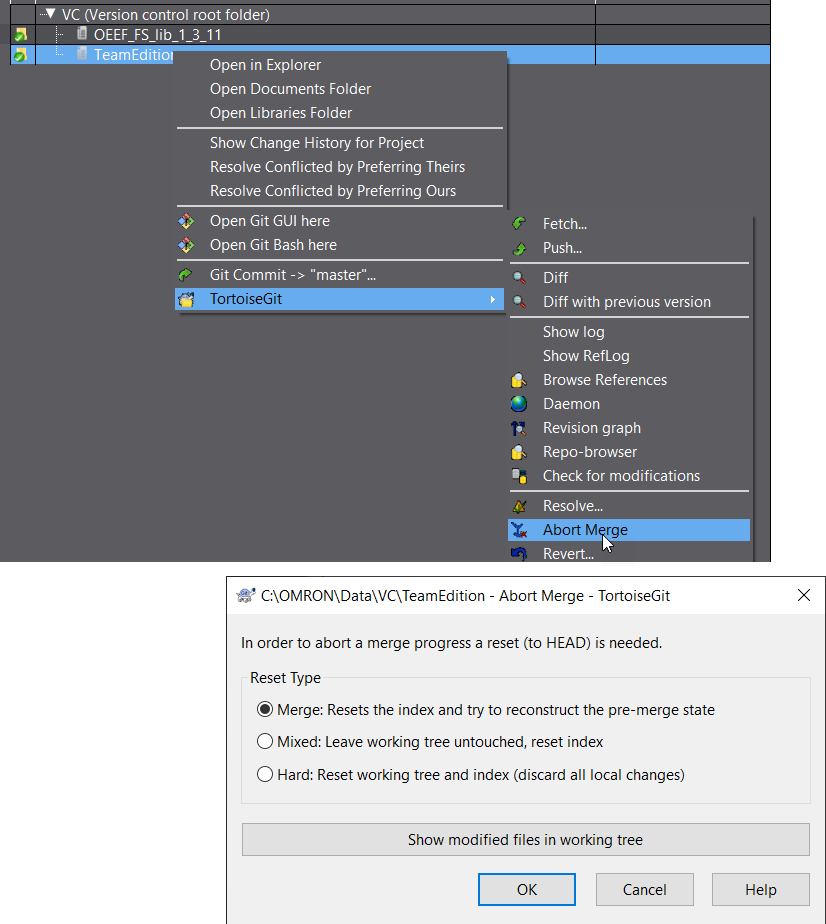 VC (Version control root folder)
OEEF_FS_lib_1_3_11
TeamEdition
Open in Explorer
Open Documents Folder
Open Libraries Folder
Show Change History for Project
Resolve Conflicted by Preferring Theirs
Resolve Conflicted by Preferring Ours
Open Git GUI here
Open Git Bash here
Git Commit -> "master"...
TortoiseGit
Fetch...
Push...
Diff
Diff with previous version
Show log
Show RefLog
Browse References
Daemon
Revision graph
Repo-browser
Check for modifications
Resolve...
Abort Merge
Revert...
C:\OMRON\Data\VC\TeamEdition - Abort Merge - TortoiseGit
In order to abort a merge progress a reset (to HEAD) is needed.
Reset Type
Merge: Resets the index and try to reconstruct the pre-merge state
Mixed: Leave working tree untouched, reset index
Hard: Reset working tree and index (discard all local changes)
Show modified files in working tree
OK Cancel Help